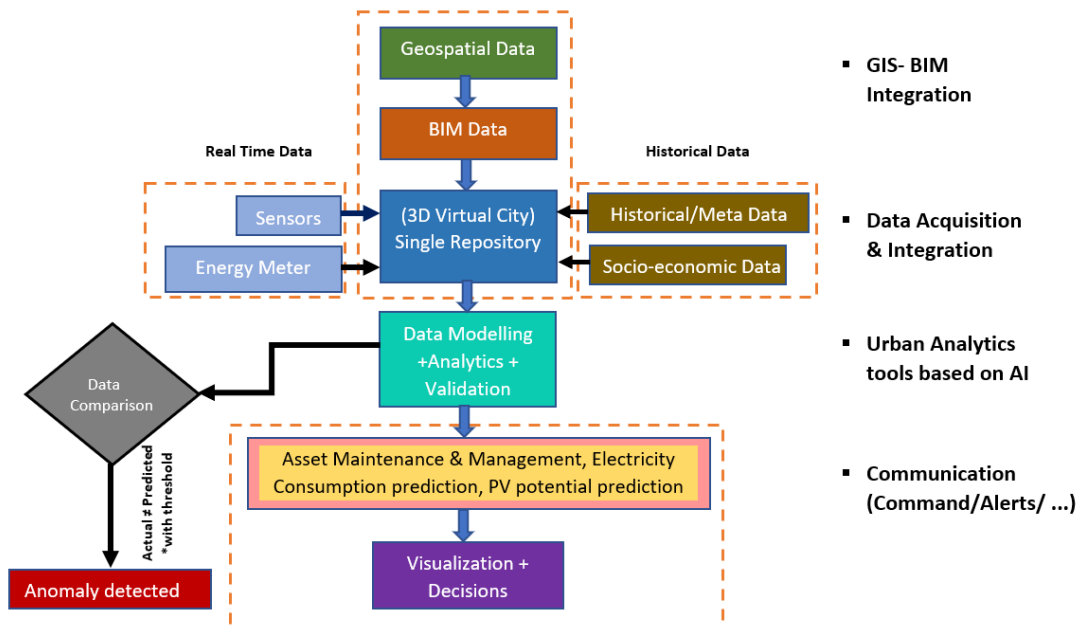 Geospatial Data
BIM Data
Real Time Data
Historical Data
Sensors
Energy Meter
(3D Virtual City)
Single Repository
Historical/Meta Data
Socio-economic Data
Data Modelling
+Analytics +
Validation
Data
Comparison
Actual ≠ Predicted
*with threshold
Anomaly detected
Asset Maintenance & Management, Electricity
Consumption prediction, PV potential prediction
Visualization +
Decisions
▪ GIS- BIM
Integration
▪ Data Acquisition
& Integration
▪ Urban Analytics
tools based on AI
▪ Communication
(Command/Alerts/ ...)